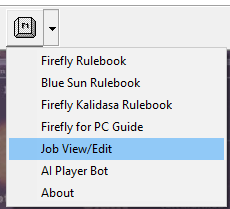 F1
Firefly Rulebook
Blue Sun Rulebook
Firefly Kalidasa Rulebook
Firefly for PC Guide
Job View/Edit
AI Player Bot
About